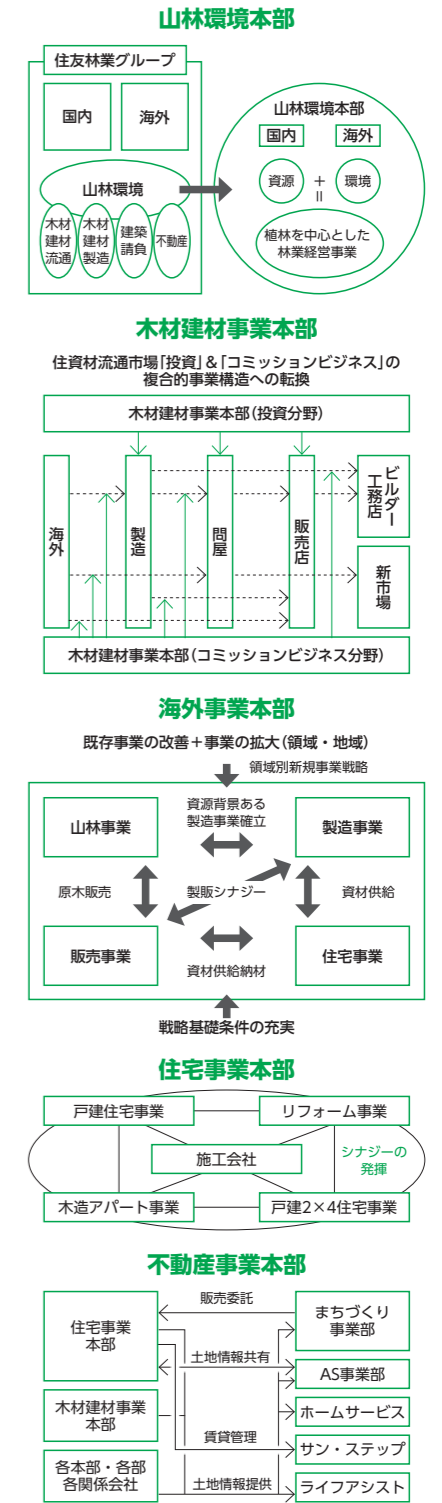 山林環境本部
住友林業グループ
国内
海外
山林環境
木材
建材
流通
木材
建材
製造
建築
請負
不動産
山林環境本部
国内
海外
資源
+
環境
=
植林を中心とした
林業経営事業
木材建材事業本部
住資材流通市場「投資」&「コミッションビジネス」の
複合的事業構造への転換
木材建材事業本部(投資分野)
海外
製造
問屋
販売店
ビルダー
工務店
新市場
木材建材事業本部(コミッションビジネス分野)
海外事業本部
既存事業の改善+事業の拡大(領域・地域)
領域別新規事業戦略
山林事業
資源背景ある
製造事業確立
製造事業
原木販売
製販シナジー
資材供給
販売事業
資材供給納材
住宅事業
戦略基礎条件の充実
住宅事業本部
戸建住宅事業
リフォーム事業
施工会社
シナジーの
発揮
木造アパート事業
戸建2×4住宅事業
不動産事業本部
住宅事業
本部
販売委託
まちづくり
事業部
土地情報共有
AS事業部
木材建材事業
本部
ホームサービス
賃貸管理
サン・ステップ
各本部・各部
各関係会社
土地情報提供
ライフアシスト